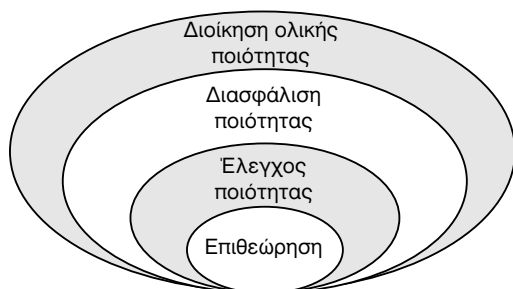 Διοίκηση ολικής
ποιότητας
Διασφάλιση
ποιότητας
Έλεγχος
ποιότητας
Επιθεώρηση